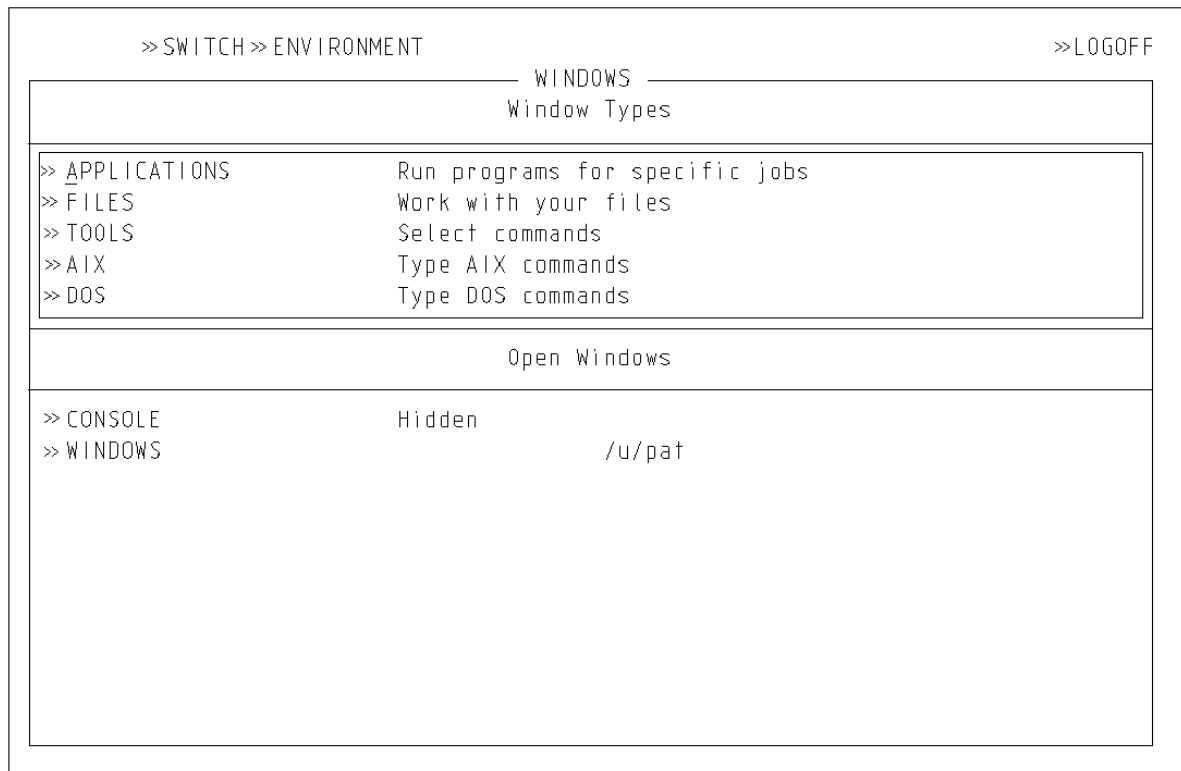 » SWITCH » ENVIRONMENT »LOGOFF
WINDOWS
Window Types
» APPLICATIONS Run programs for specific jobs
» FILES Work with your files
» TOOLS Select commands
» AIX Type AIX commands
» DOS Type DOS commands
Open Windows
» CONSOLE Hidden
» WINDOWS /u/pat